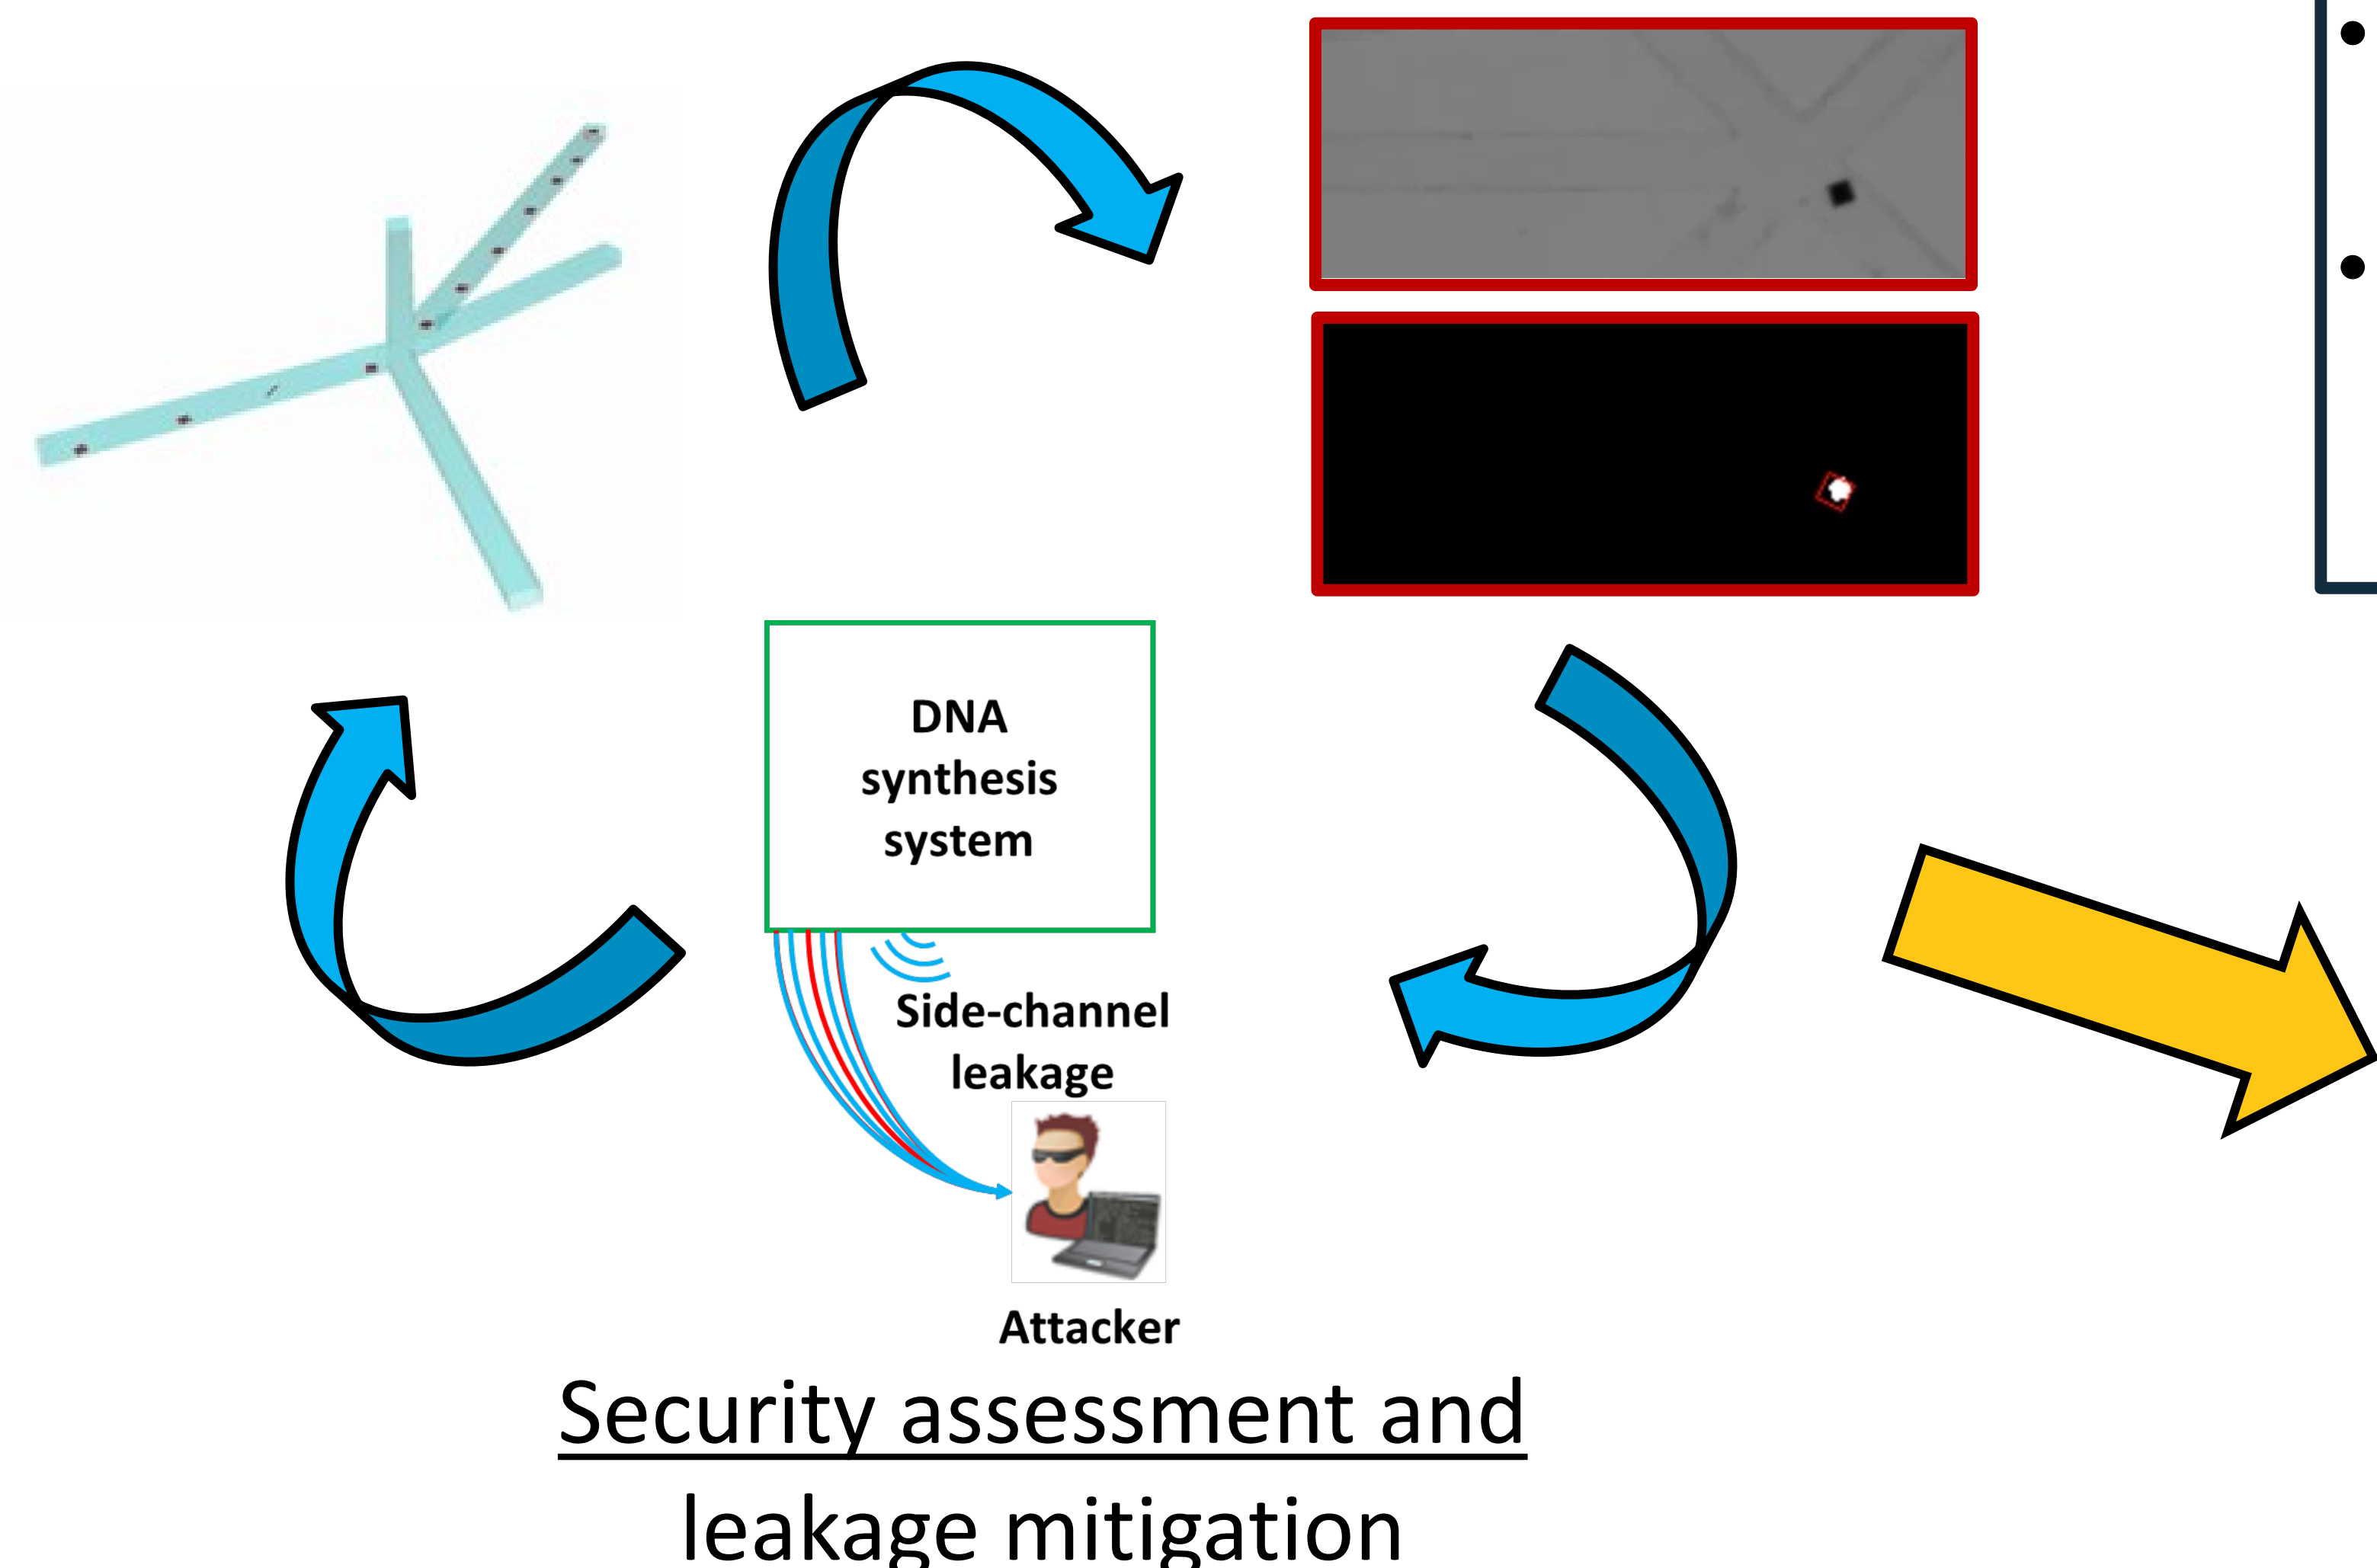 DNA
synthesis
system
Side-channel
leakage
Attacker
Security assessment and
leakage mitigation